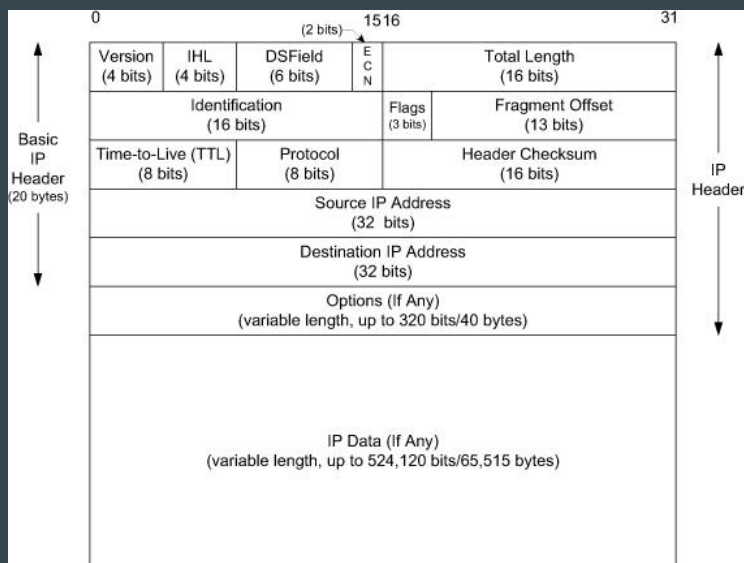 0
15 16
31
(2 bits)
Version
(4 bits)
IHL
(4 bits)
DSField
(6 bits)
E
C
N
Total Length
(16 bits)
Identification
(16 bits)
Flags
(3 bits)
Fragment Offset
(13 bits)
Basic
IP
Header
(20 bytes)
Time-to-Live (TTL)
(8 bits)
Protocol
(8 bits)
Header Checksum
(16 bits)
IP
Header
Source IP Address
(32 bits)
Destination IP Address
(32 bits)
Options (If Any)
(variable length, up to 320 bits/40 bytes)
IP Data (If Any)
(variable length, up to 524,120 bits/65,515 bytes)